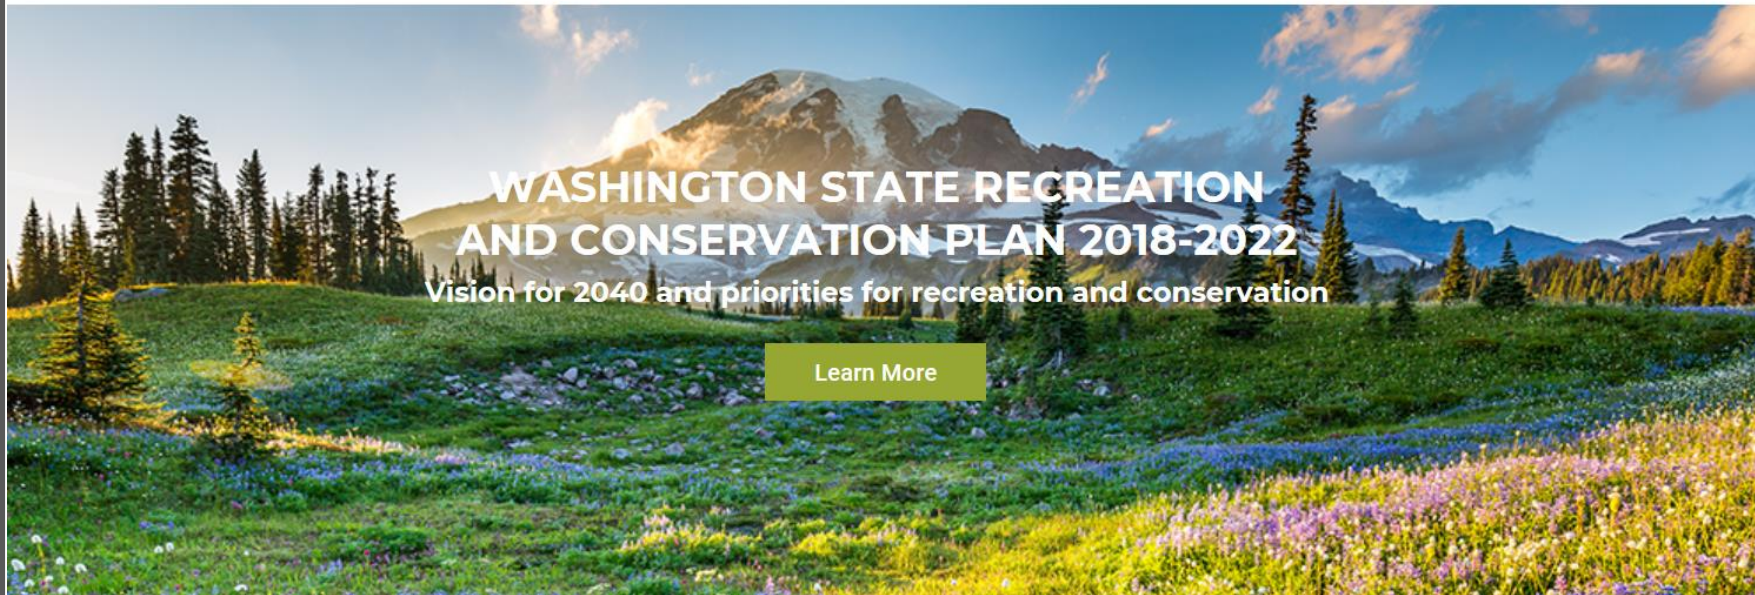 WASHINGTON STATE RECREATION
AND CONSERVATION PLAN 2018-2022
Vision for 2040 and priorities for recreation and conservation
Learn More